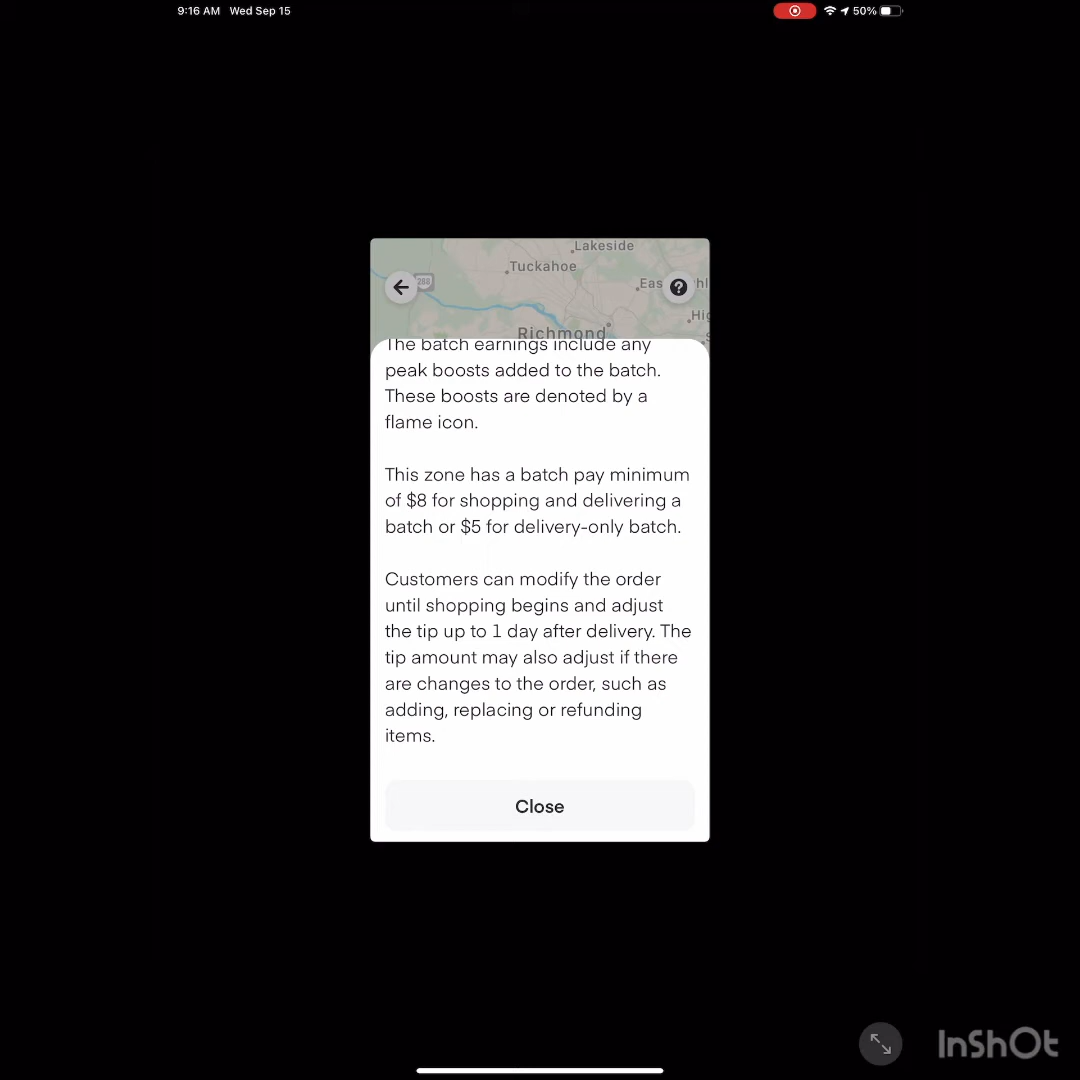 9:16 AM Wed Sep 15
50%
Lakeside
Tuckahoe
288
Richmond
The batch earnings include any
peak boosts added to the batch.
These boosts are denoted by a
flame icon.
This zone has a batch pay minimum
of $8 for shopping and delivering a
batch or $5 for delivery-only batch.
Customers can modify the order
until shopping begins and adjust
the tip up to 1 day after delivery. The
tip amount may also adjust if there
are changes to the order, such as
adding, replacing or refunding
items.
Close
InShOt